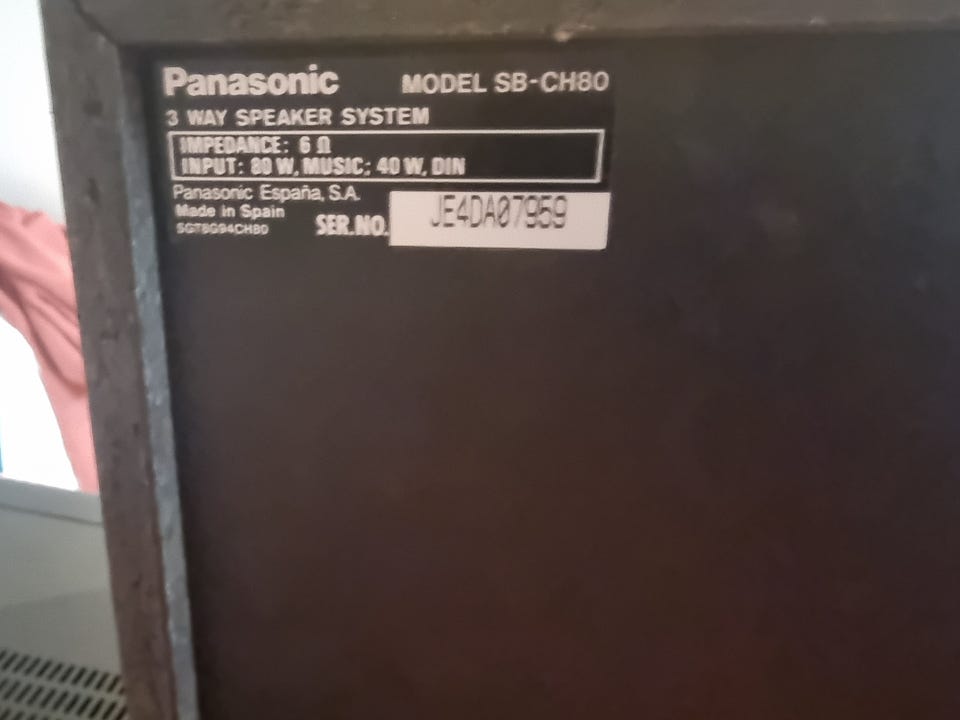 Panasonic MODEL SB-CH80
3 WAY SPEAKER SYSTEM
IMPEDANCE: 6 Ω
INPUT: 80 W, MUSIC; 40 W, DIN
Panasonic España, S.A.
Made in Spain
SGT8G94CH80 SER.NO. JE4DA07959